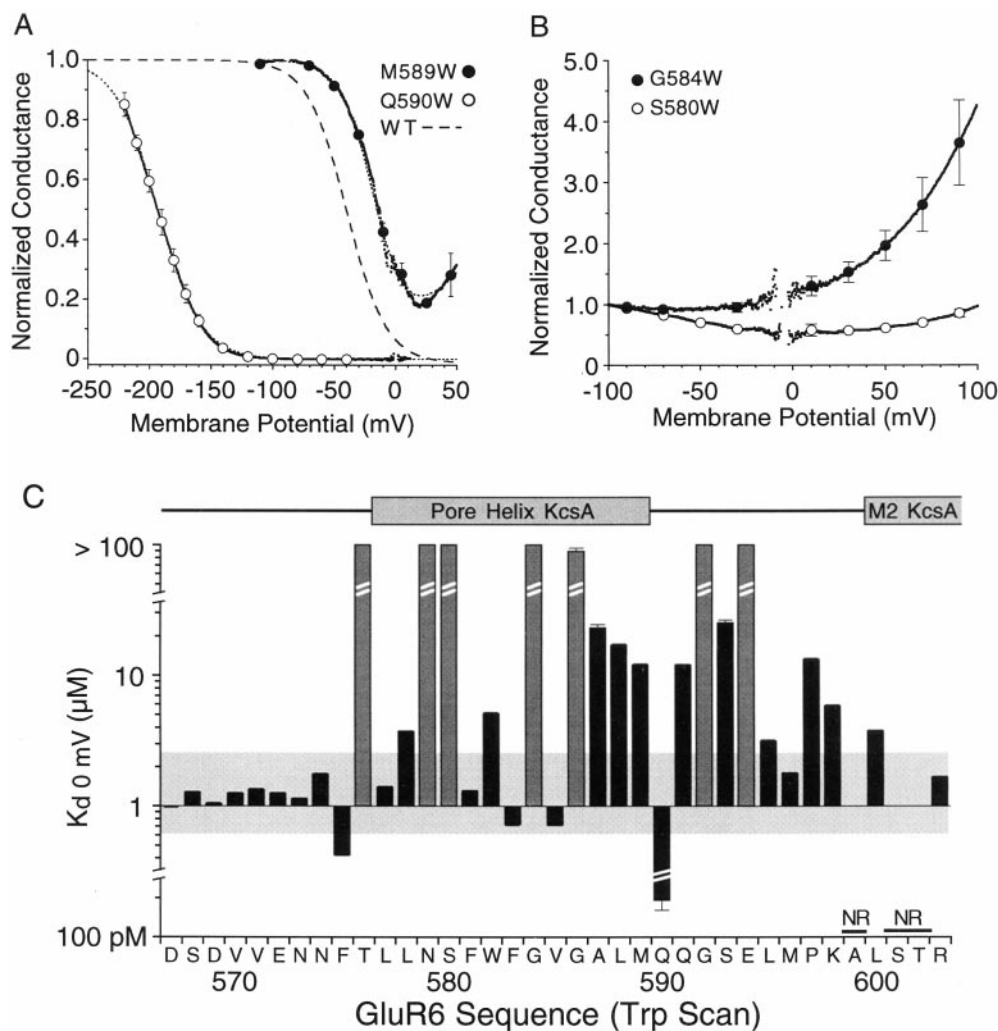 A
1.0
0.8
0.6
0.4
0.2
0
Normalized Conductance
M589W
Q590W
WT
-250 -200 -150 -100 -50 0 50
Membrane Potential (mV)
B
5.0
4.0
3.0
2.0
1.0
.0
Normalized Conductance
G584W
S580W
-100 -50 0 50 100
Membrane Potential (mV)
C
Pore Helix KcsA
M2 KcsA
> 100
10
1
100 pM
Kd 0 mV (μM)
NR NR
D S D V V E N N F T L L N S F W F G V G A L M Q Q G S E L M P K A L S T R
570 580 590 600
GluR6 Sequence (Trp Scan)